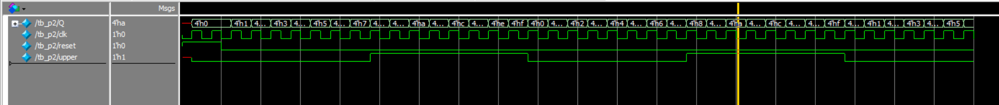 Msgs
/tb_p2/Q 4'ha 4'h0 4'h1 4... 4'h3 4... 4'h5 4... 4'h7 4... 4... 4'ha 4... 4'hc 4... 4'he 4'hf 4'h0 4... 4'h2 4... 4'h4 4... 4'h6 4... 4'h8 4... 4'ha 4... 4'hc 4... 4... 4'hf 4... 4'h1 4... 4'h3 4... 4'h5
/tb_p2/clk 1'h0
/tb_p2/reset 1'h0
/tb_p2/upper 1'h1